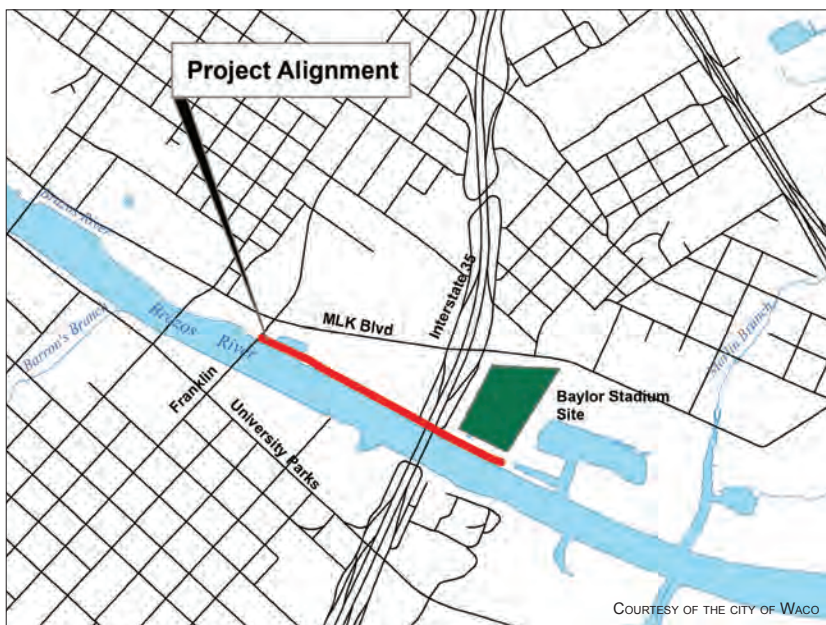 Project Alignment
Brazos River
Interstate 35
MLK Blvd
Brazos River
Barron's Branch
Franklin
University Parks
Baylor Stadium
Site
Marlin Branch
COURTESY OF THE CITY OF WACO